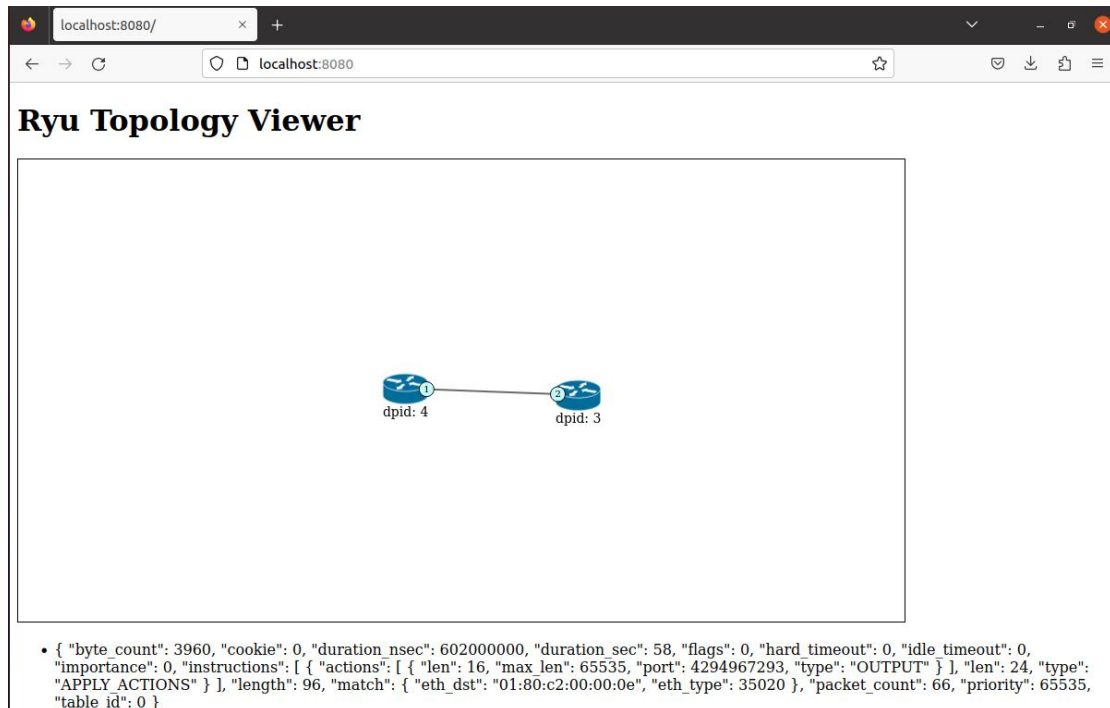 localhost:8080/
localhost:8080
Ryu Topology Viewer
1
2
dpid: 4
dpid: 3
• { "byte_count": 3960, "cookie": 0, "duration_nsec": 602000000, "duration_sec": 58, "flags": 0, "hard_timeout": 0, "idle_timeout": 0,
"importance": 0, "instructions": [ { "actions": [ { "len": 16, "max_len": 65535, "port": 4294967293, "type": "OUTPUT" } ], "len": 24, "type":
"APPLY_ACTIONS" } ], "length": 96, "match": { "eth_dst": "01:80:c2:00:00:0e", "eth_type": 35020 }, "packet_count": 66, "priority": 65535,
"table_id": 0 }